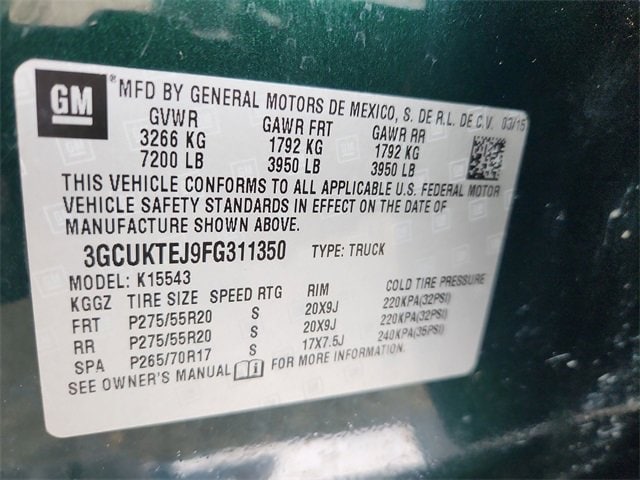 GM
® MFD BY GENERAL MOTORS DE MEXICO, S. DE R.L. DE C.V. 03/15
GVWR GAWR FRT GAWR RR
3266 KG 1792 KG 1792 KG
7200 LB 3950 LB 3950 LB
THIS VEHICLE CONFORMS TO ALL APPLICABLE U.S. FEDERAL MOTOR
VEHICLE SAFETY STANDARDS IN EFFECT ON THE DATE OF
MANUFACTURE SHOWN ABOVE.
3GCUKTEJ9FG311350 TYPE: TRUCK
MODEL: K15543
KGGZ TIRE SIZE SPEED RTG RIM COLD TIRE PRESSURE
FRT P275/55R20 S 20X9J 220KPA(32PSI)
RR P275/55R20 S 20X9J 220KPA(32PSI)
SPA P265/70R17 S 17X7.5J 240KPA(35PSI)
SEE OWNER'S MANUAL FOR MORE INFORMATION.